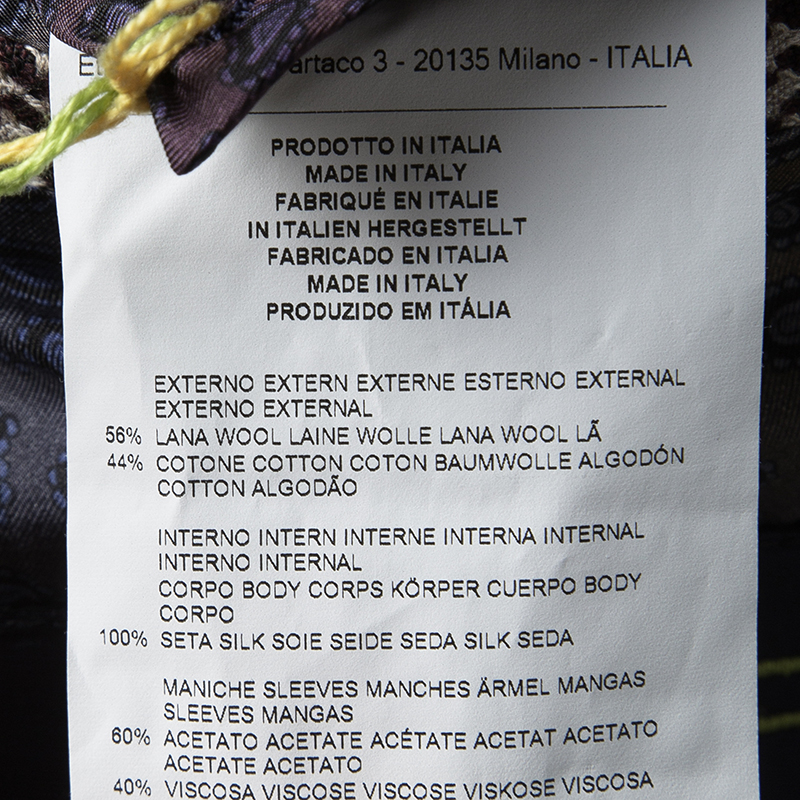 3 - 20135 Milano - ITALIA
PRODOTTO IN ITALIA
MADE IN ITALY
FABRIQUÉ EN ITALIE
IN ITALIEN HERGESTELLT
FABRICADO EN ITALIA
MADE IN ITALY
PRODUZIDO EM ITÁLIA
EXTERNO EXTERN EXTERNE ESTERNO EXTERNAL
EXTERNO EXTERNAL
56% LANA WOOL LAINE WOLLE LANA WOOL LÃ
44% COTONE COTTON COTON BAUMWOLLE ALGODÓN
COTTON ALGODÃO
INTERNO INTERN INTERNE INTERNA INTERNAL
INTERNO INTERNAL
CORPO BODY CORPS KÖRPER CUERPO BODY
CORPO
100% SETA SILK SOIE SEIDE SEDA SILK SEDA
MANICHE SLEEVES MANCHES ÄRMEL MANGAS
SLEEVES MANGAS
60% ACETATO ACETATE ACÉTATE ACETAT ACETATO
ACETATE ACETATO
40% VISCOSA VISCOSE VISCOSE VISKOSE VISCOSA